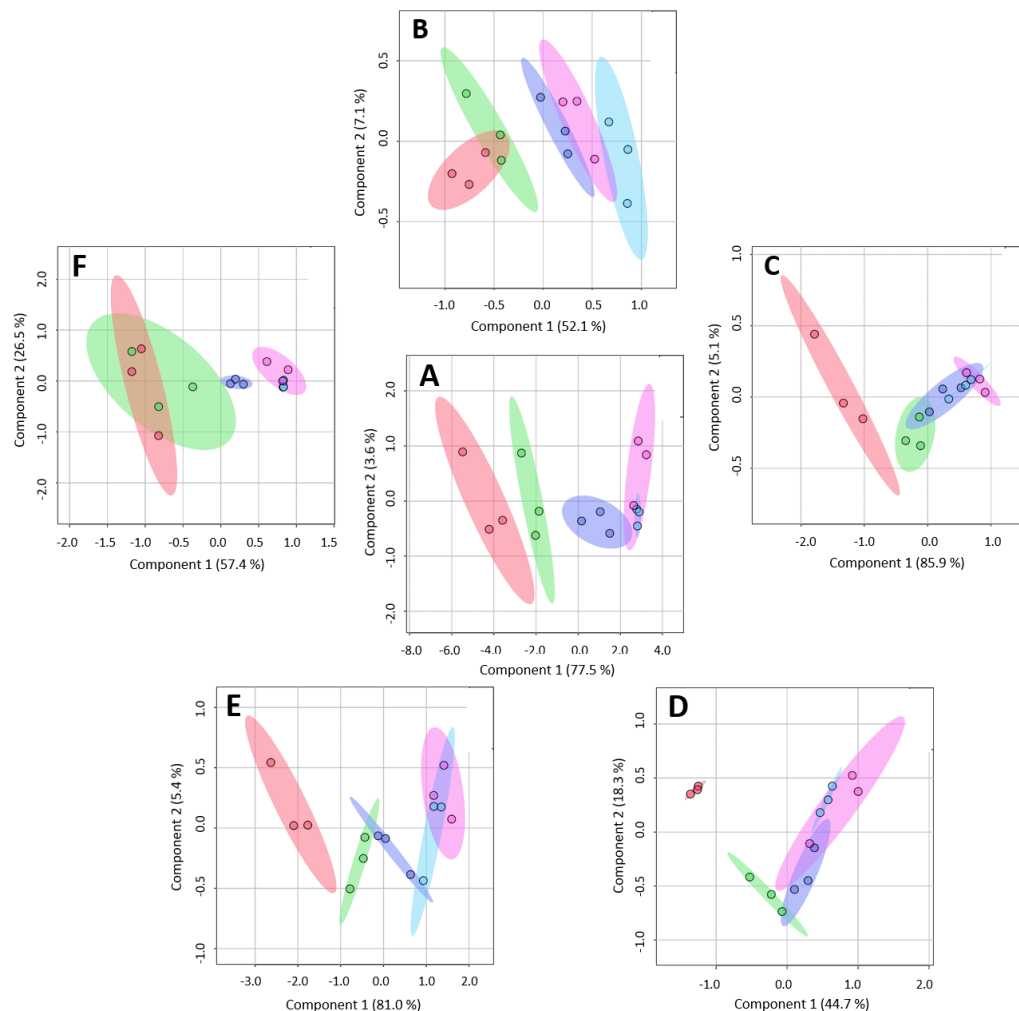 B
0.5
0.0
-0.5
Component 2 (7.1 %)
-1.0 -0.5 0.0 0.5 1.0
Component 1 (52.1 %)
F
2.0
1.0
0.0
-1.0
-2.0
Component 2 (26.5 %)
-2.0 -1.5 -1.0 -0.5 0.0 0.5 1.0 1.5
Component 1 (57.4 %)
C
1.0
0.5
0.0
-0.5
Component 2 (5.1 %)
-2.0 -1.0 0.0 1.0
Component 1 (85.9 %)
A
2.0
1.0
0.0
-1.0
-2.0
Component 2 (3.6 %)
-8.0 -6.0 -4.0 -2.0 0.0 2.0 4.0
Component 1 (77.5 %)
E
1.0
0.5
0.0
-0.5
-1.0
Component 2 (5.4 %)
-3.0 -2.0 -1.0 0.0 1.0 2.0
Component 1 (81.0 %)
D
1.0
0.5
0.0
-0.5
-1.0
Component 2 (18.3 %)
-1.0 0.0 1.0 2.0
Component 1 (44.7 %)